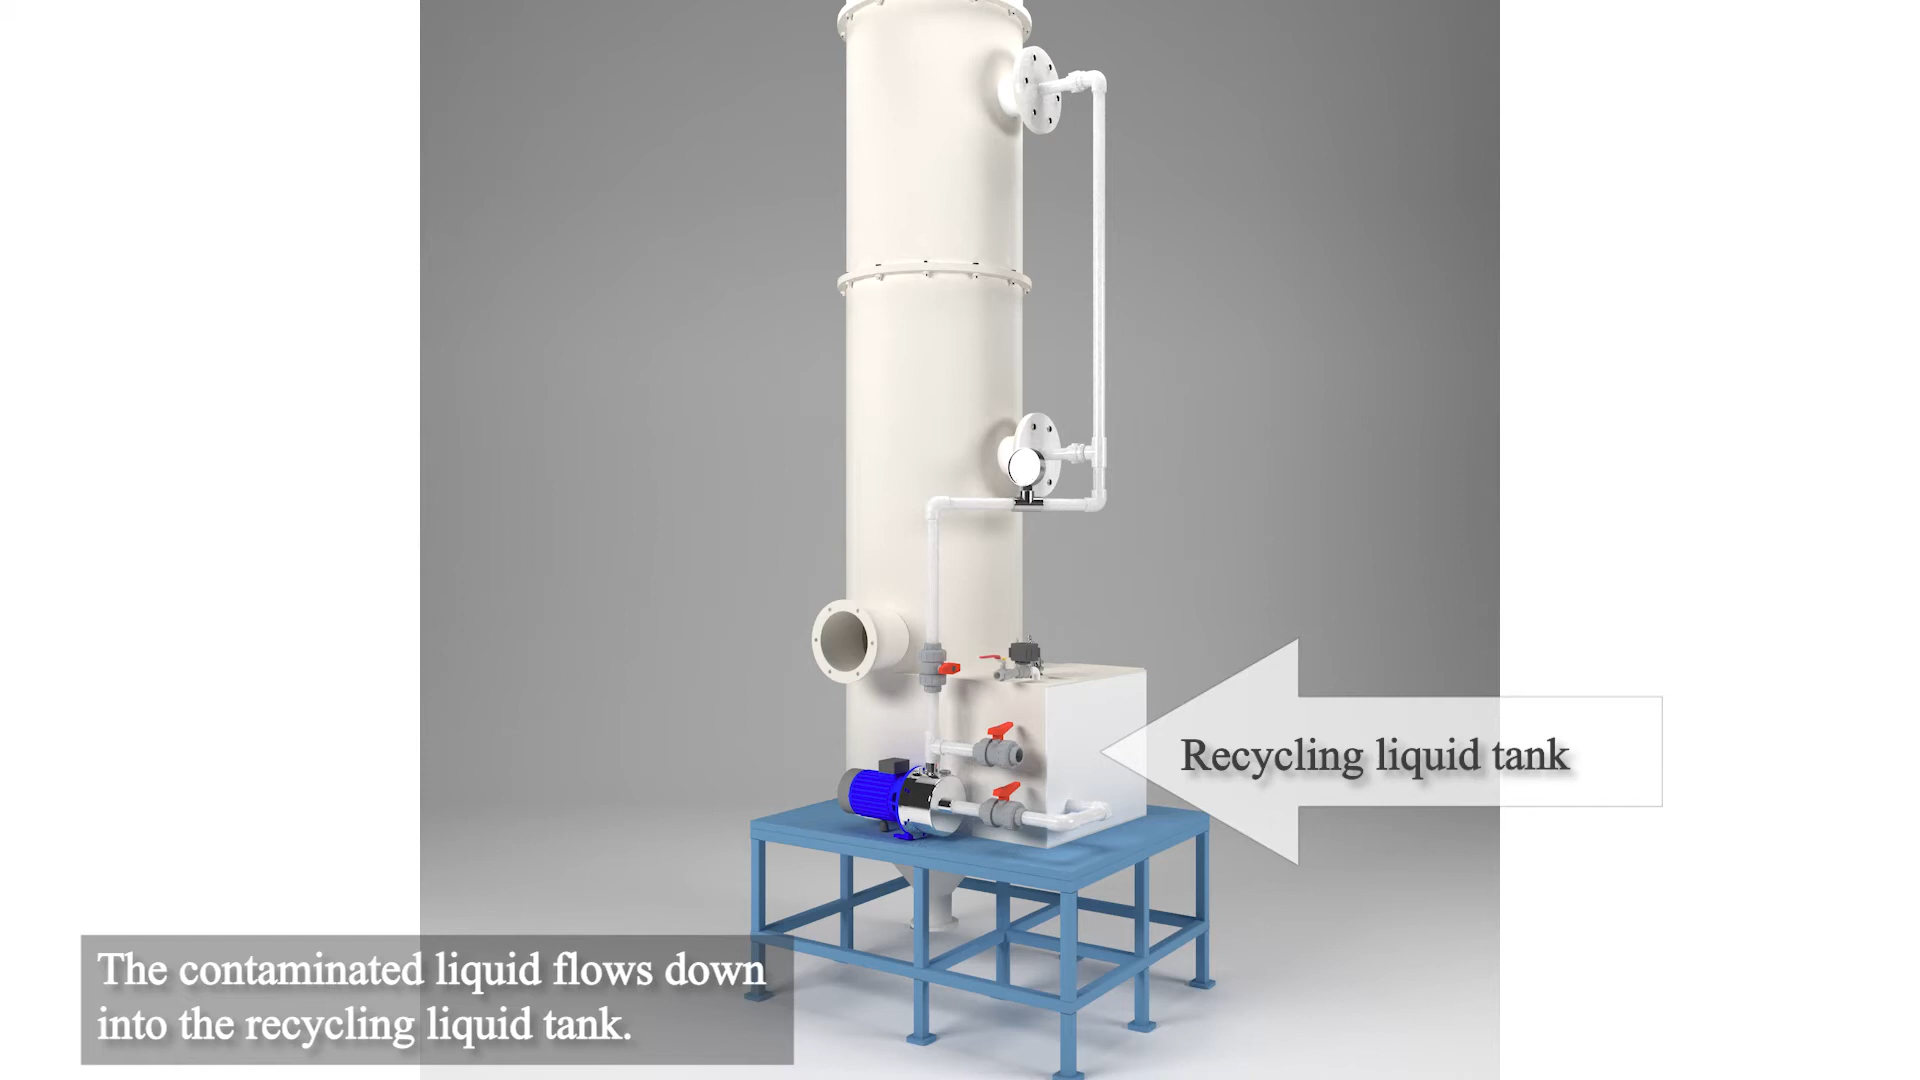 Recycling liquid tank
The contaminated liquid flows down
into the recycling liquid tank.